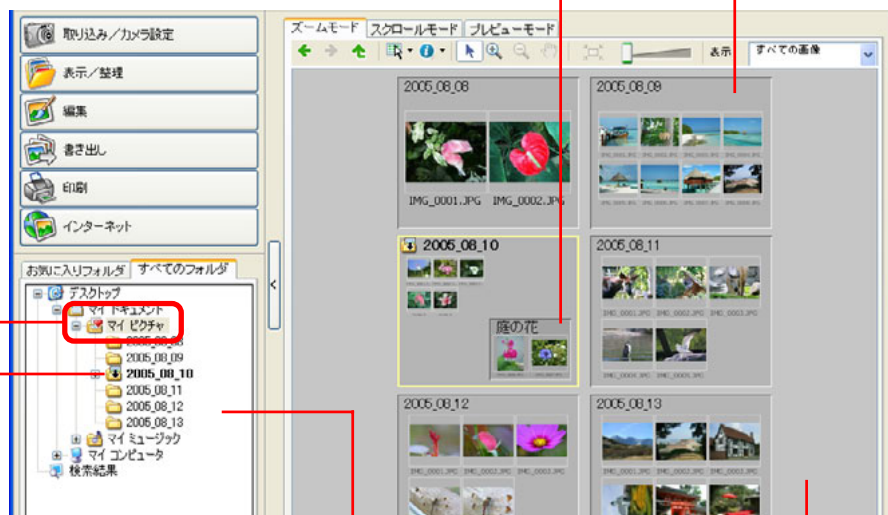 取り込み/カメラ設定
表示/整理
編集
書き出し
印刷
インターネット
お気に入りフォルダ すべてのフォルダ
デスクトップ
マイ ドキュメント
マイ ピクチャ
2005_08_08
2005_08_09
2005_08_10
2005_08_11
2005_08_12
2005_08_13
マイ ミュージック
マイ コンピュータ
検索結果
ズームモード スクロールモード プレビューモード
表示 すべての画像
2005_08_08
IMG_0001.JPG IMG_0002.JPG
2005_08_09
2005_08_10
庭の花
2005_08_11
2005_08_12
2005_08_13